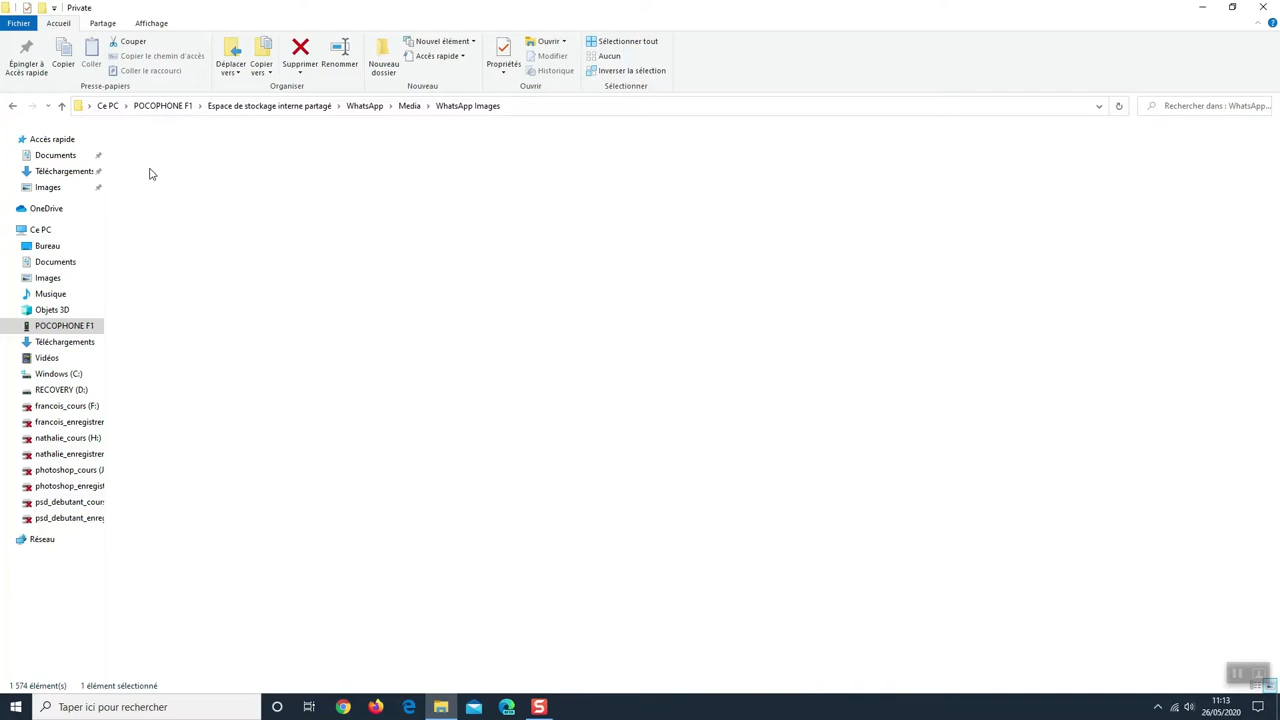 Private
Fichier Accueil Partage Affichage
Épingler à Accès rapide
Copier
Coller
Couper
Copier le chemin d'accès
Coller le raccourci
Presse-papiers
Déplacer vers
Copier vers
Supprimer
Renommer
Organiser
Nouveau dossier
Nouvel élément
Accès rapide
Nouveau
Propriétés
Ouvrir
Modifier
Historique
Ouvrir
Sélectionner tout
Aucun
Inverser la sélection
Sélectionner
Ce PC > POCOPHONE F1 > Espace de stockage interne partagé > WhatsApp > Media > WhatsApp Images
Rechercher dans : WhatsApp...
Accès rapide
Documents
Téléchargements
Images
OneDrive
Ce PC
Bureau
Documents
Images
Musique
Objets 3D
POCOPHONE F1
Téléchargements
Vidéos
Windows (C:)
RECOVERY (D:)
francois_cours (F:)
francois_enregistrer
nathalie_cours (H:)
nathalie_enregistrer
photoshop_cours (J
photoshop_enregist
psd_debutant_cours
psd_debutant_enreg
Réseau
1 574 élément(s) 1 élément sélectionné
Taper ici pour rechercher
11:13
26/05/2020